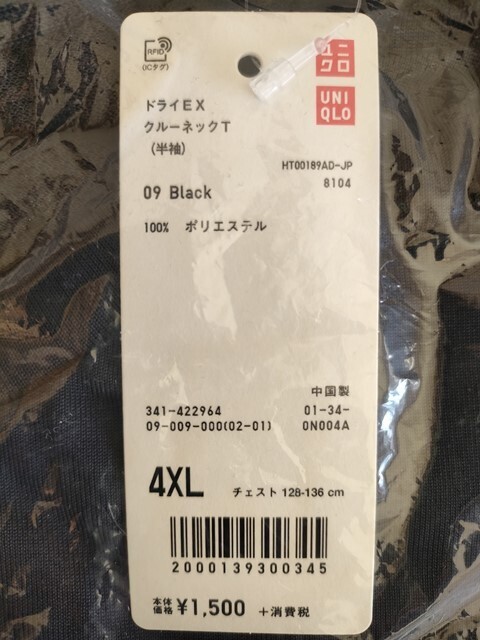 RFID
(ICタグ)
ユニ
クロ
UNI
QLO
ドライEX
クルーネックT
(半袖)
HT00189AD-JP
8104
09 Black
100% ポリエステル
中国製
341-422964 01-34-
09-009-000(02-01) 0N004A
4XL チェスト 128-136 cm
2000139300345
本体価格 ¥1,500 +消費税